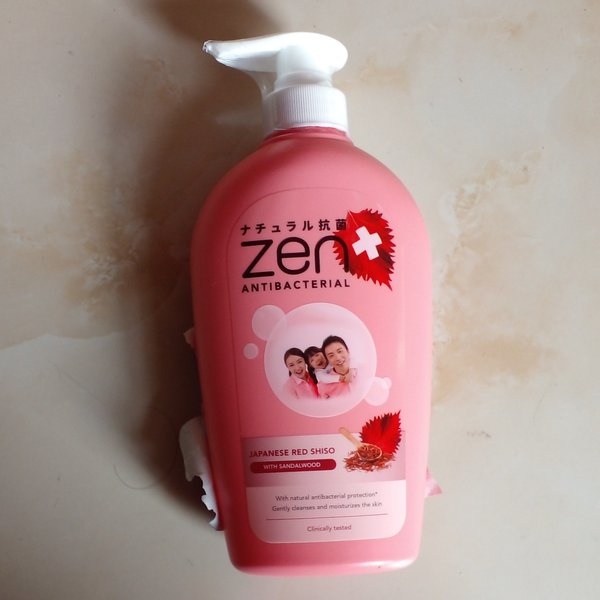 ナチュラル抗菌
zen
ANTIBACTERIAL
JAPANESE RED SHISO
WITH SANDALWOOD
With natural antibacterial protection*
Gently cleanses and moisturizes the skin
Clinically tested